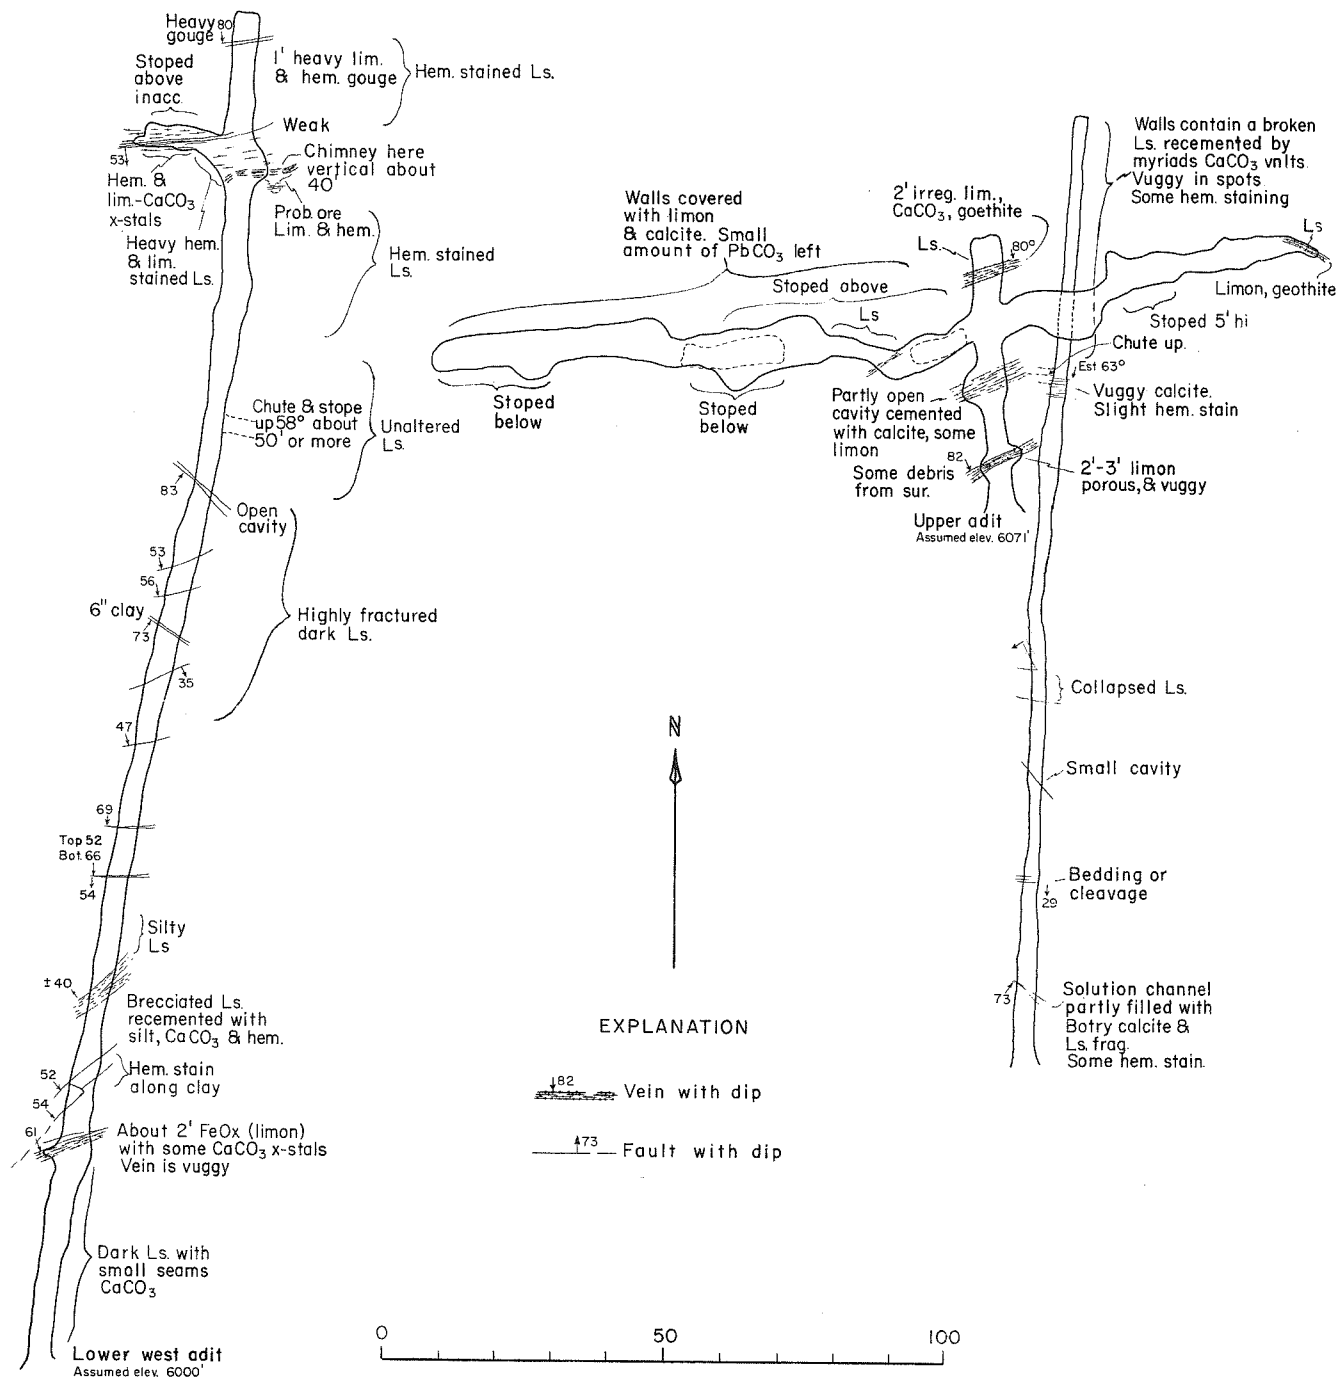 Heavy 80
gouge
1' heavy lim.
& hem. gouge
Hem. stained Ls.
Stoped
above
inacc.
Weak
53
Chimney here
vertical about
40'
Hem. &
lim.-CaCO3
x-stals
Prob. ore
Lim. & hem.
Heavy hem.
& lim.
stained Ls.
Hem. stained
Ls.
Chute & stope
up 58° about
50' or more
Unaltered
Ls.
83
Open
cavity
53
56
6" clay
73
Highly fractured
dark Ls.
35
47
69
Top 52
Bot. 66
54
Silty
Ls
±40
Brecciated Ls.
recemented with
silt, CaCO3 & hem.
52
Hem. stain
along clay
54
61
About 2' FeOx (limon)
with some CaCO3 x-stals
Vein is vuggy
Dark Ls. with
small seams
CaCO3
Lower west adit
Assumed elev. 6000'
Walls covered
with limon
& calcite. Small
amount of PbCO3 left
Stoped above
Ls
Stoped
below
Stoped
below
2' irreg. lim.,
CaCO3, goethite
Ls.
80°
Walls contain a broken
Ls. recemented by
myriads CaCO3 vnlts.
Vuggy in spots.
Some hem. staining
Ls
Limon, geothite
Stoped 5' hi
Chute up.
Est 63°
Vuggy calcite.
Slight hem. stain
Partly open
cavity cemented
with calcite, some
limon
82
Some debris
from sur.
2'-3' limon
porous, & vuggy
Upper adit
Assumed elev. 6071'
Collapsed Ls.
Small cavity
Bedding or
cleavage
29
73
Solution channel
partly filled with
Botry calcite &
Ls. frag.
Some hem. stain.
N
EXPLANATION
82
Vein with dip
73
Fault with dip
0 50 100